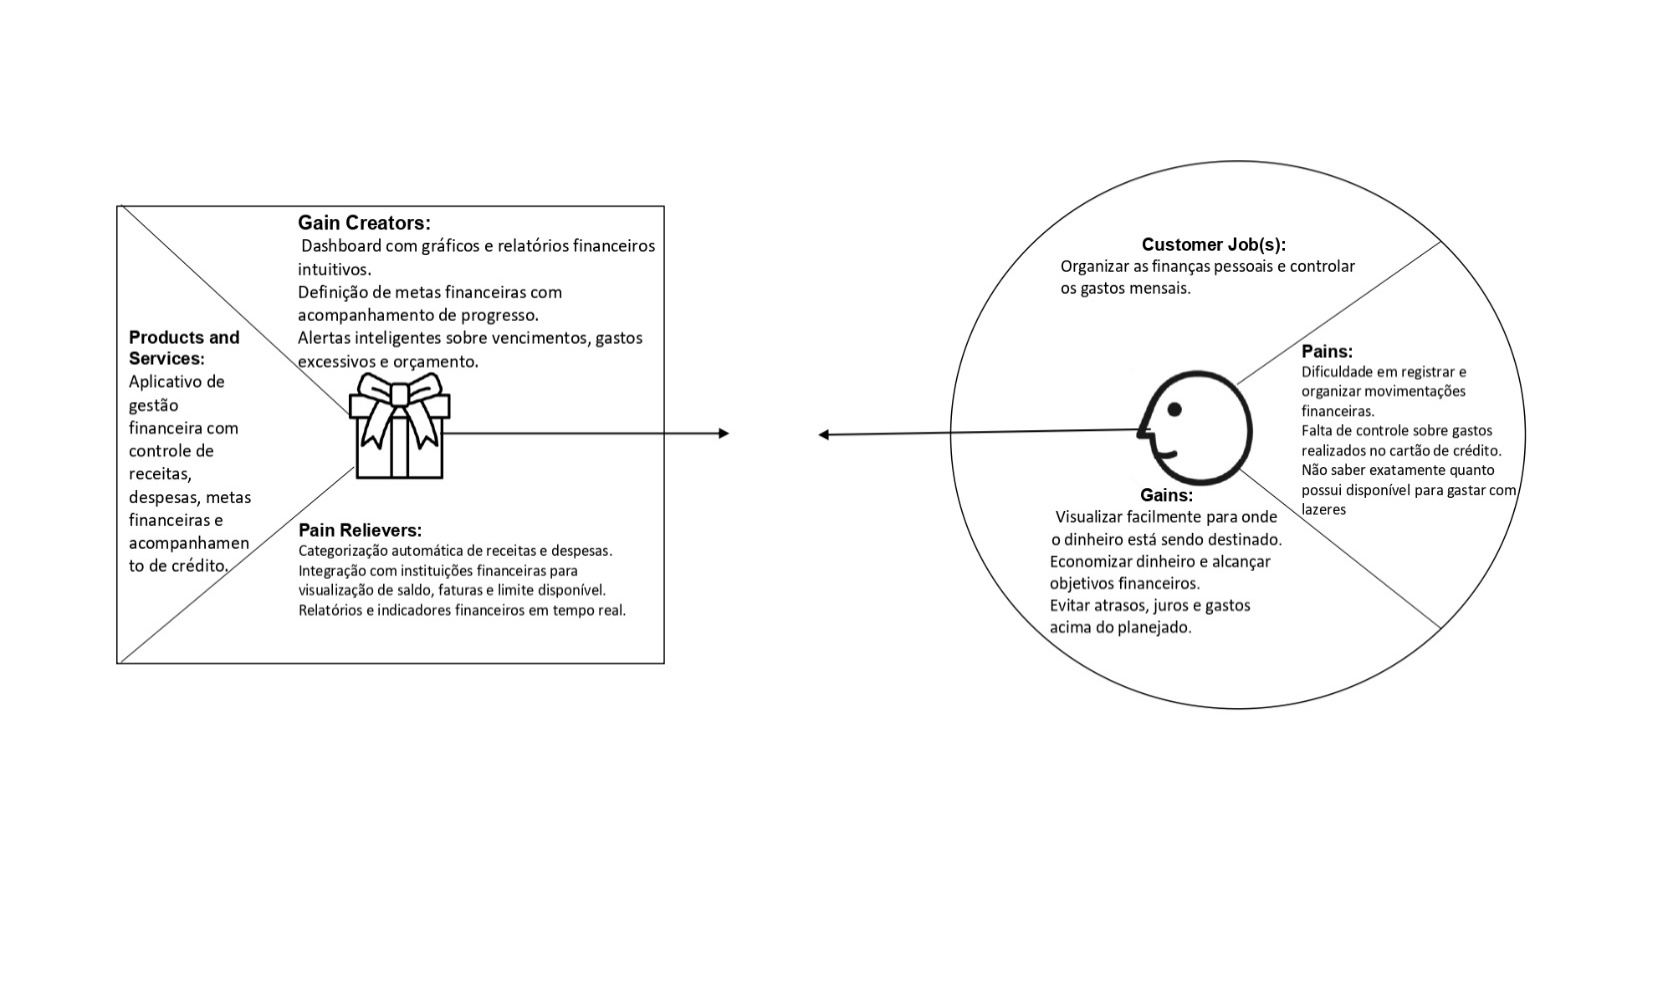 Gain Creators:
Dashboard com gráficos e relatórios financeiros
intuitivos.
Definição de metas financeiras com
acompanhamento de progresso.
Alertas inteligentes sobre vencimentos, gastos
excessivos e orçamento.
Products and
Services:
Aplicativo de
gestão
financeira com
controle de
receitas,
despesas, metas
financeiras e
acompanhamen
to de crédito.
Pain Relievers:
Categorização automática de receitas e despesas.
Integração com instituições financeiras para
visualização de saldo, faturas e limite disponível.
Relatórios e indicadores financeiros em tempo real.
Customer Job(s):
Organizar as finanças pessoais e controlar
os gastos mensais.
Pains:
Dificuldade em registrar e
organizar movimentações
financeiras.
Falta de controle sobre gastos
realizados no cartão de crédito.
Não saber exatamente quanto
possui disponível para gastar com
lazeres
Gains:
Visualizar facilmente para onde
o dinheiro está sendo destinado.
Economizar dinheiro e alcançar
objetivos financeiros.
Evitar atrasos, juros e gastos
acima do planejado.